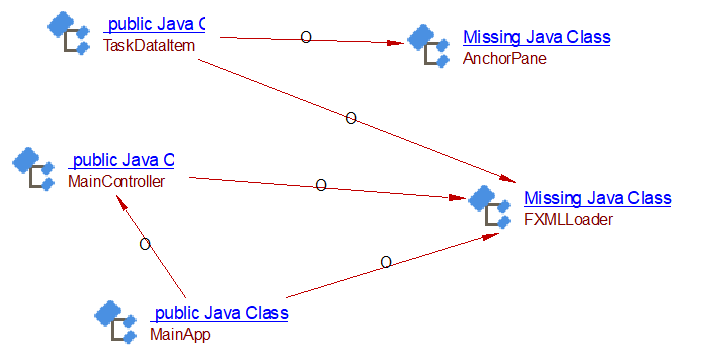 public Java C
TaskDataItem
O
Missing Java Class
AnchorPane
O
public Java C
MainController
O
Missing Java Class
FXMLLoader
O
O
public Java Class
MainApp